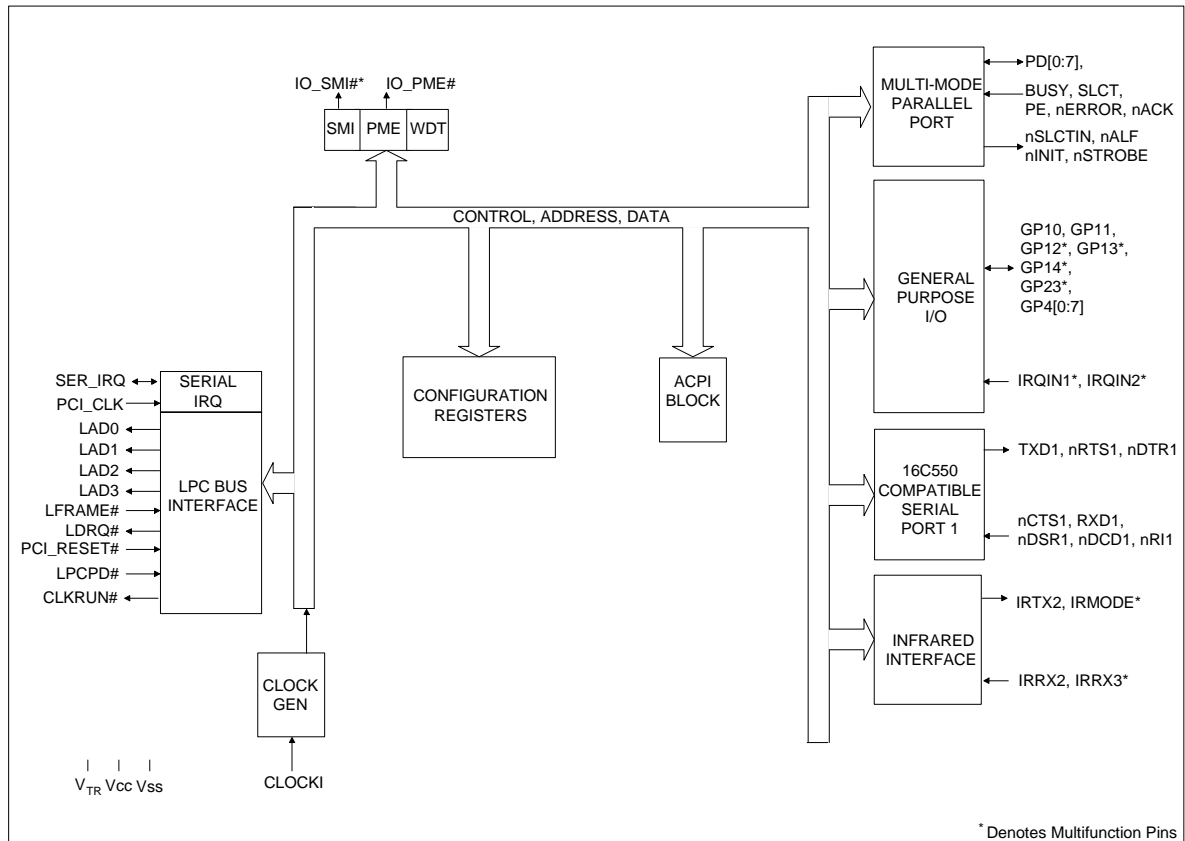 IO_SMI#* IO_PME#
SMI PME WDT
CONTROL, ADDRESS, DATA
MULTI-MODE
PARALLEL
PORT
PD[0:7],
BUSY, SLCT,
PE, nERROR, nACK
nSLCTIN, nALF
nINIT, nSTROBE
GENERAL
PURPOSE
I/O
GP10, GP11,
GP12*, GP13*,
GP14*,
GP23*,
GP4[0:7]
IRQIN1*, IRQIN2*
CONFIGURATION
REGISTERS
ACPI
BLOCK
SER_IRQ
PCI_CLK
SERIAL
IRQ
LAD0
LAD1
LAD2
LAD3
LFRAME#
LDRQ#
PCI_RESET#
LPCPD#
CLKRUN#
LPC BUS
INTERFACE
16C550
COMPATIBLE
SERIAL
PORT 1
TXD1, nRTS1, nDTR1
nCTS1, RXD1,
nDSR1, nDCD1, nRI1
INFRARED
INTERFACE
IRTX2, IRMODE*
IRRX2, IRRX3*
CLOCK
GEN
CLOCKI
VTR Vcc Vss
* Denotes Multifunction Pins